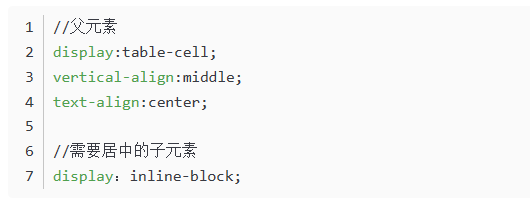 1 //父元素
2 display:table-cell;
3 vertical-align:middle;
4 text-align:center;
5
6 //需要居中的子元素
7 display：inline-block;